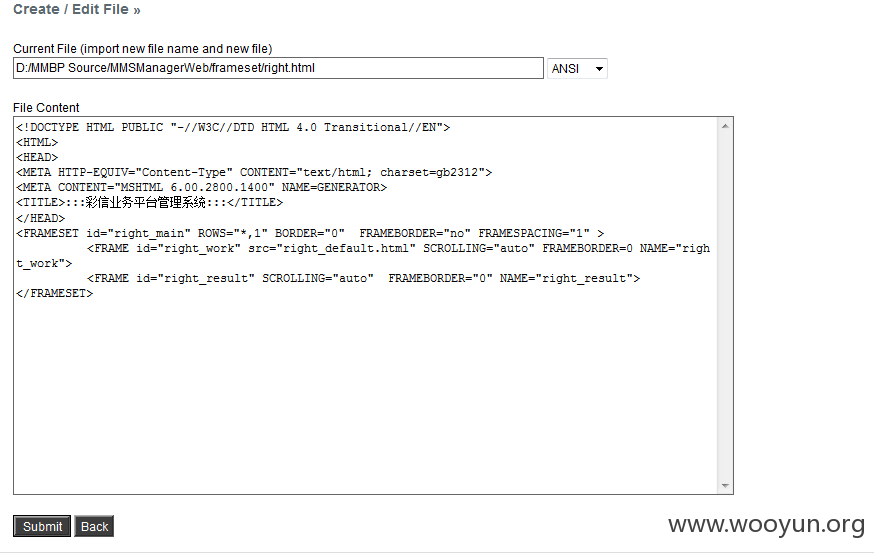 Create / Edit File »
Current File (import new file name and new file)
D:/MMBP Source/MMSManagerWeb/frameset/right.html
ANSI
File Content
<!DOCTYPE HTML PUBLIC "-//W3C//DTD HTML 4.0 Transitional//EN">
<HTML>
<HEAD>
<META HTTP-EQUIV="Content-Type" CONTENT="text/html; charset=gb2312">
<META CONTENT="MSHTML 6.00.2800.1400" NAME=GENERATOR>
<TITLE>:::彩信业务平台管理系统:::</TITLE>
</HEAD>
<FRAMESET id="right_main" ROWS="*,1" BORDER="0"  FRAMEBORDER="no" FRAMESPACING="1" >
<FRAME id="right_work" src="right_default.html" SCROLLING="auto" FRAMEBORDER=0 NAME="righ
t_work">
<FRAME id="right_result" SCROLLING="auto"  FRAMEBORDER="0" NAME="right_result">
</FRAMESET>
Submit Back
www.wooyun.org